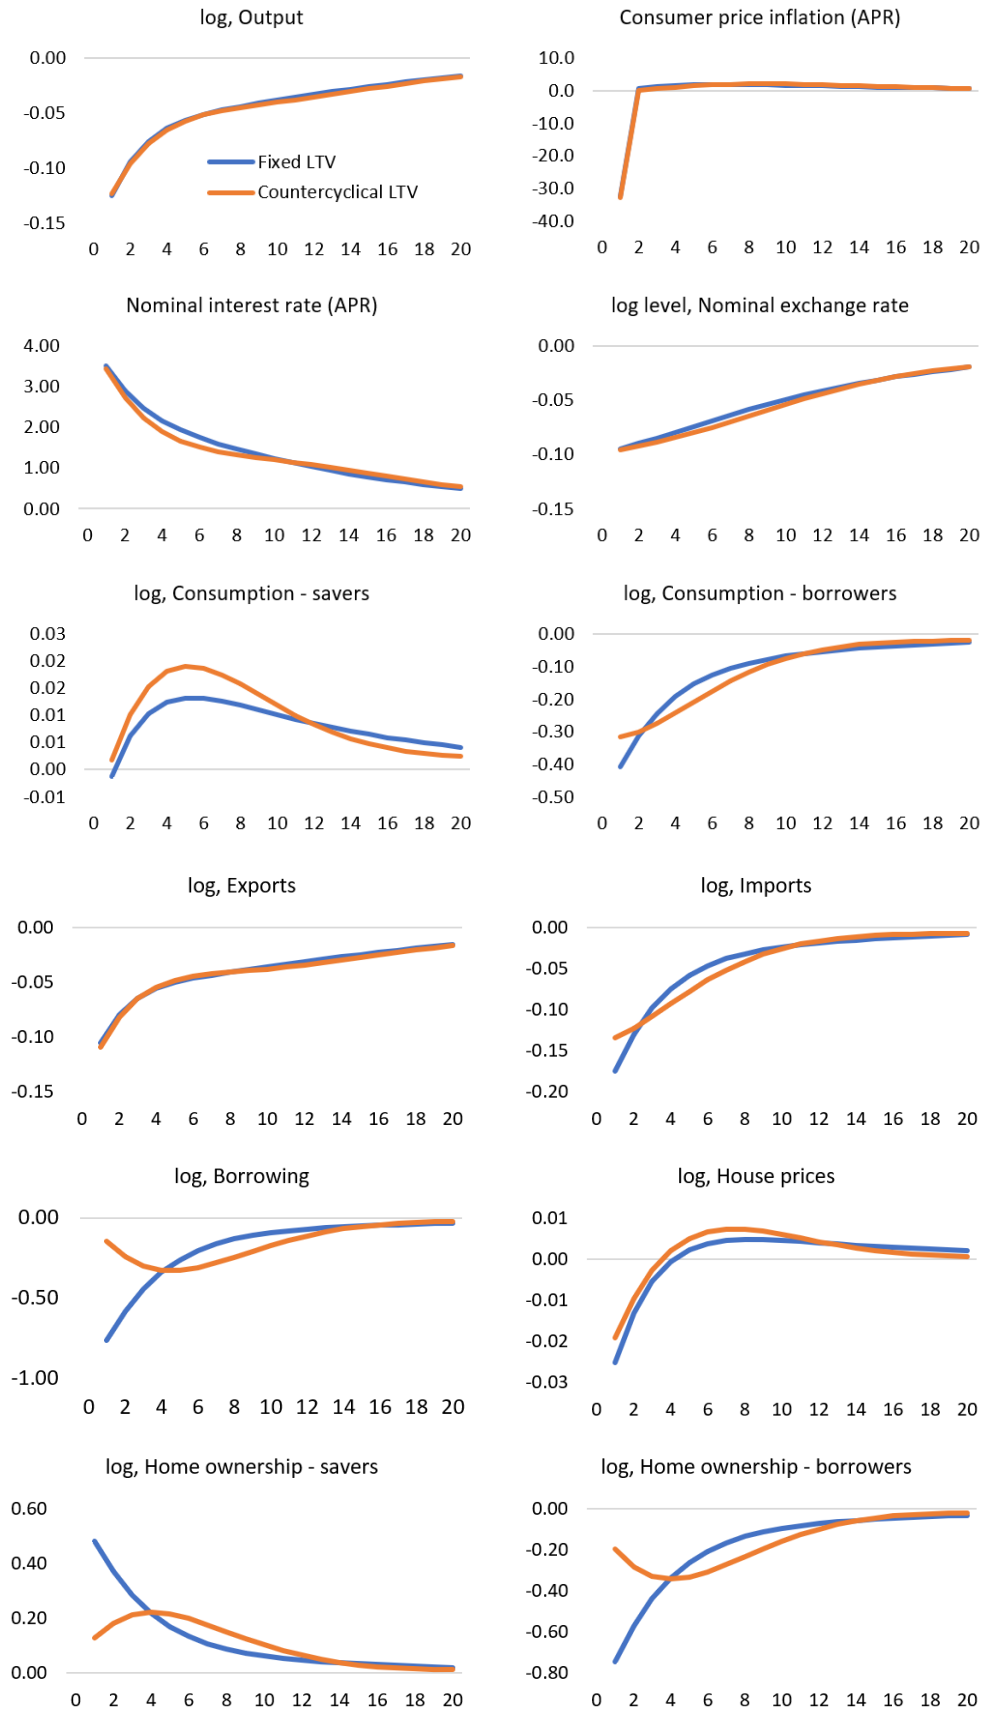 log, Output
Consumer price inflation (APR)
0.00
-0.05
-0.10
-0.15
Fixed LTV
Countercyclical LTV
0 2 4 6 8 10 12 14 16 18 20
10.0
0.0
-10.0
-20.0
-30.0
-40.0
0 2 4 6 8 10 12 14 16 18 20
Nominal interest rate (APR)
log level, Nominal exchange rate
4.00
3.00
2.00
1.00
0.00
0 2 4 6 8 10 12 14 16 18 20
0.00
-0.05
-0.10
-0.15
0 2 4 6 8 10 12 14 16 18 20
log, Consumption - savers
log, Consumption - borrowers
0.03
0.02
0.02
0.01
0.01
0.00
-0.01
0 2 4 6 8 10 12 14 16 18 20
0.00
-0.10
-0.20
-0.30
-0.40
-0.50
0 2 4 6 8 10 12 14 16 18 20
log, Exports
log, Imports
0.00
-0.05
-0.10
-0.15
0 2 4 6 8 10 12 14 16 18 20
0.00
-0.05
-0.10
-0.15
-0.20
0 2 4 6 8 10 12 14 16 18 20
log, Borrowing
log, House prices
0.00
-0.50
-1.00
0 2 4 6 8 10 12 14 16 18 20
0.01
0.00
-0.01
-0.02
-0.03
0 2 4 6 8 10 12 14 16 18 20
log, Home ownership - savers
log, Home ownership - borrowers
0.60
0.40
0.20
0.00
0 2 4 6 8 10 12 14 16 18 20
0.00
-0.20
-0.40
-0.60
-0.80
0 2 4 6 8 10 12 14 16 18 20